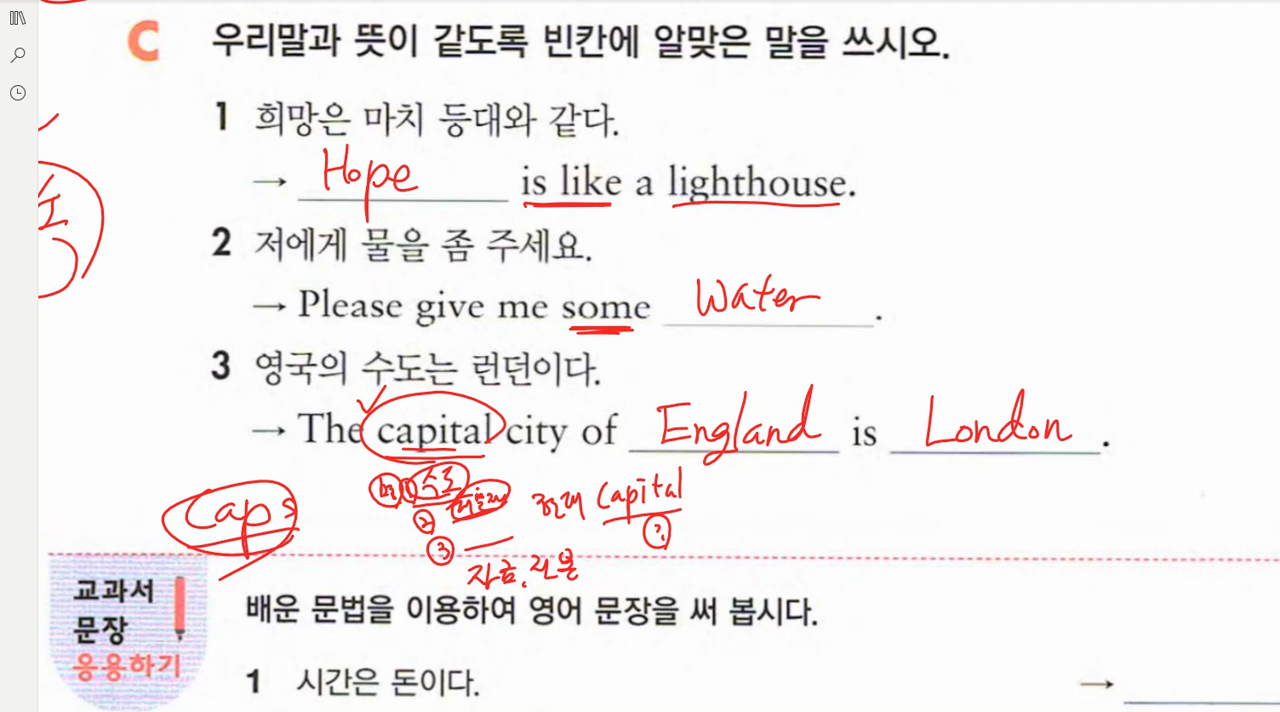 C 우리말과 뜻이 같도록 빈칸에 알맞은 말을 쓰시오.
1 희망은 마치 등대와 같다.
→ Hope is like a lighthouse.
2 저에게 물을 좀 주세요.
→ Please give me some Water .
3 영국의 수도는 런던이다.
→ The capital city of England is London .
① 수도
② 현대 Capital ?
Caps
③ 자금, 자본
교과서
문장
응용하기
배운 문법을 이용하여 영어 문장을 써 봅시다.
1 시간은 돈이다. →